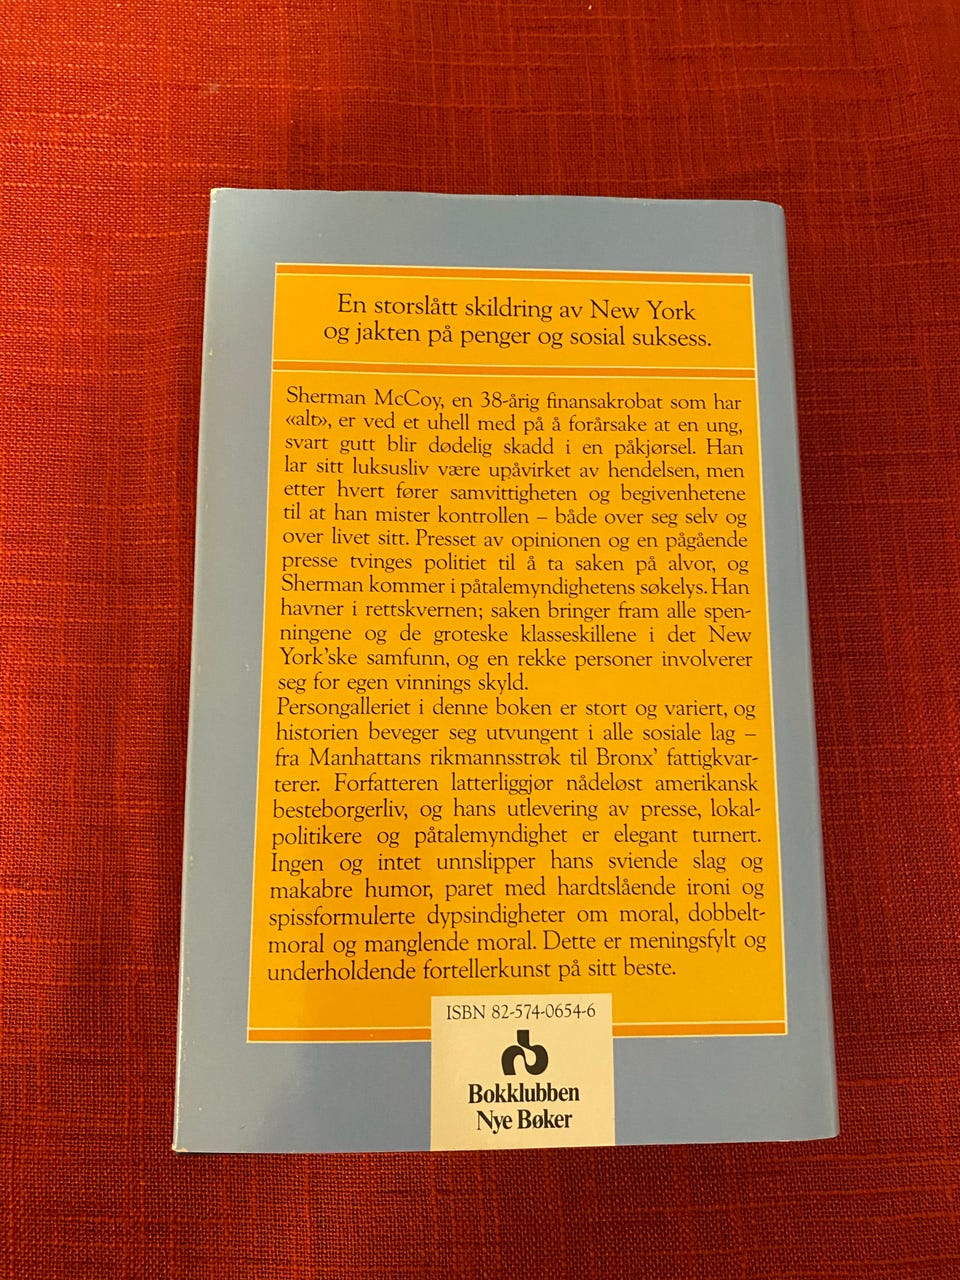 En storslått skildring av New York
og jakten på penger og sosial suksess.
Sherman McCoy, en 38-årig finansakrobat som har
«alt», er ved et uhell med på å forårsake at en ung,
svart gutt blir dødelig skadd i en påkjørsel. Han
lar sitt luksusliv være upåvirket av hendelsen, men
etter hvert fører samvittigheten og begivenhetene
til at han mister kontrollen – både over seg selv og
over livet sitt. Presset av opinionen og en pågående
presse tvinges politiet til å ta saken på alvor, og
Sherman kommer i påtalemyndighetens søkelys. Han
havner i rettskvernen; saken bringer fram alle spen-
ningene og de groteske klasseskillene i det New
York'ske samfunn, og en rekke personer involverer
seg for egen vinnings skyld.
Persongalleriet i denne boken er stort og variert, og
historien beveger seg utvungent i alle sosiale lag –
fra Manhattans rikmannsstrøk til Bronx' fattigkvar-
terer. Forfatteren latterliggjør nådeløst amerikansk
besteborgerliv, og hans utlevering av presse, lokal-
politikere og påtalemyndighet er elegant turnert.
Ingen og intet unnslipper hans sviende slag og
makabre humor, paret med hardtslående ironi og
spissformulerte dypsindigheter om moral, dobbelt-
moral og manglende moral. Dette er meningsfylt og
underholdende fortellerkunst på sitt beste.
ISBN 82-574-0654-6
Bokklubben
Nye Bøker